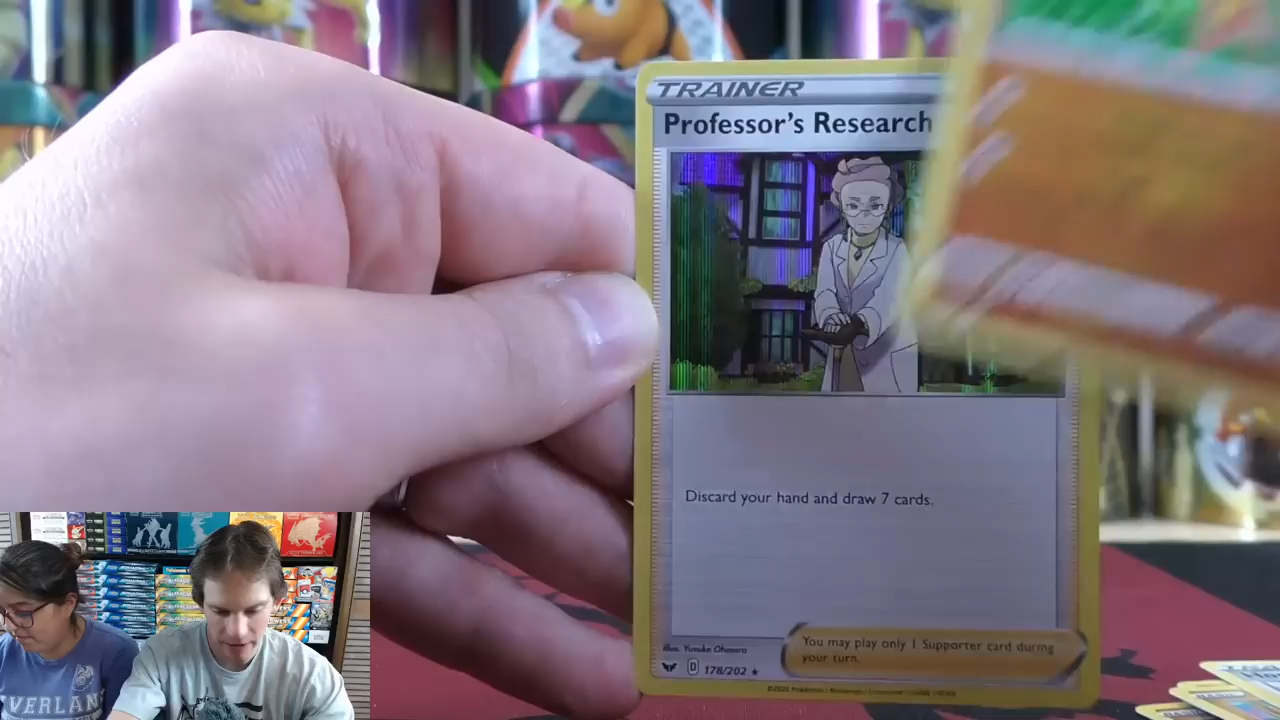 TRAINER
Professor's Research
Discard your hand and draw 7 cards.
You may play only 1 Supporter card during
your turn.
Illus. Yusuke Ohmura
D 178/202 ★
VERLAN